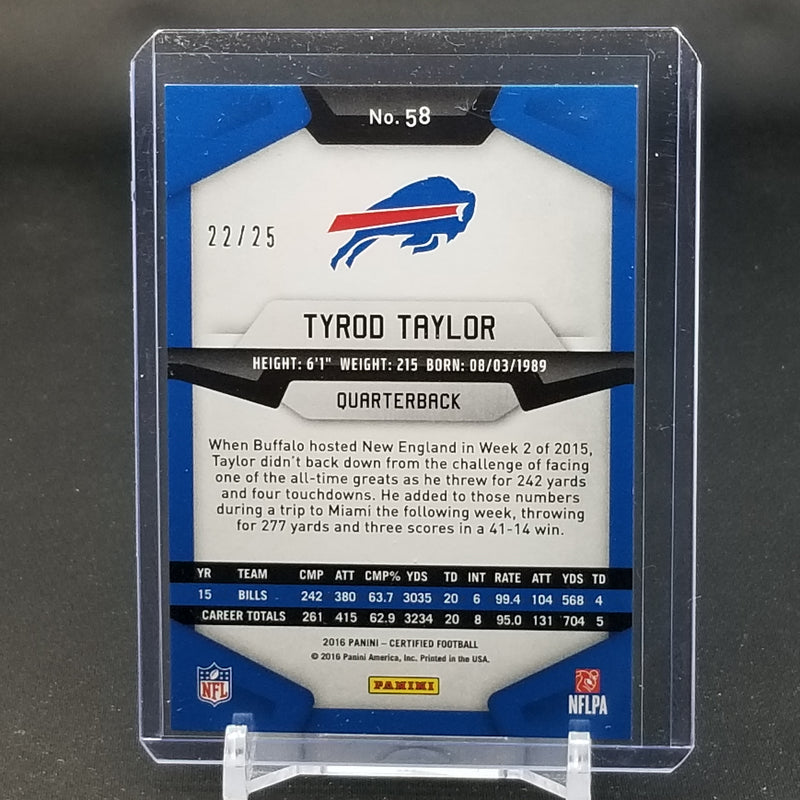 No. 58
22/25
TYROD TAYLOR
HEIGHT: 6'1" WEIGHT: 215 BORN: 08/03/1989
QUARTERBACK
When Buffalo hosted New England in Week 2 of 2015,
Taylor didn't back down from the challenge of facing
one of the all-time greats as he threw for 242 yards
and four touchdowns. He added to those numbers
during a trip to Miami the following week, throwing
for 277 yards and three scores in a 41-14 win.
YR TEAM CMP ATT CMP% YDS TD INT RATE ATT YDS TD
15 BILLS 242 380 63.7 3035 20 6 99.4 104 568 4
CAREER TOTALS 261 415 62.9 3234 20 8 95.0 131 704 5
2016 PANINI – CERTIFIED FOOTBALL
© 2016 Panini America, Inc. Printed in the USA.
NFL PANINI NFLPA